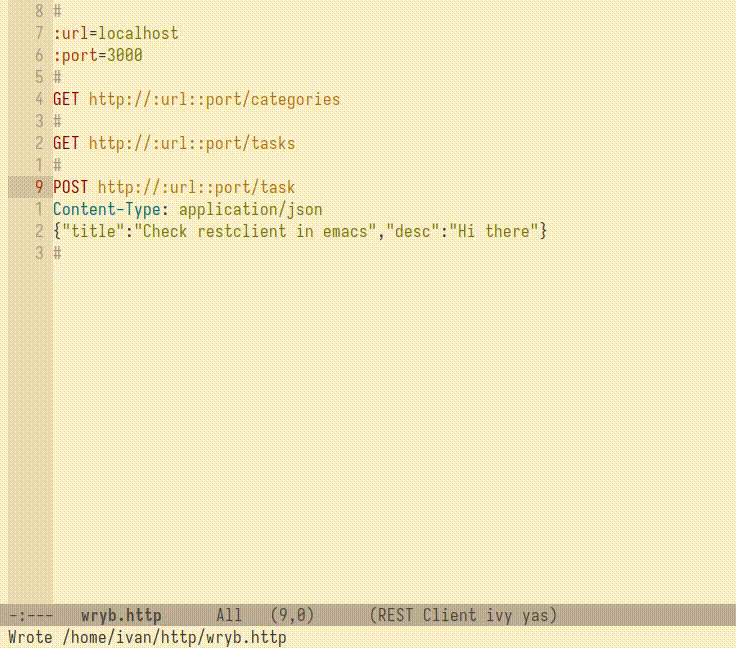 8 #
7 :url=localhost
6 :port=3000
5 #
4 GET http://:url::port/categories
3 #
2 GET http://:url::port/tasks
1 #
9 POST http://:url::port/task
1 Content-Type: application/json
2 {"title":"Check restclient in emacs","desc":"Hi there"}
3 #
-:--- wryb.http All (9,0) (REST Client ivy yas)
Wrote /home/ivan/http/wryb.http